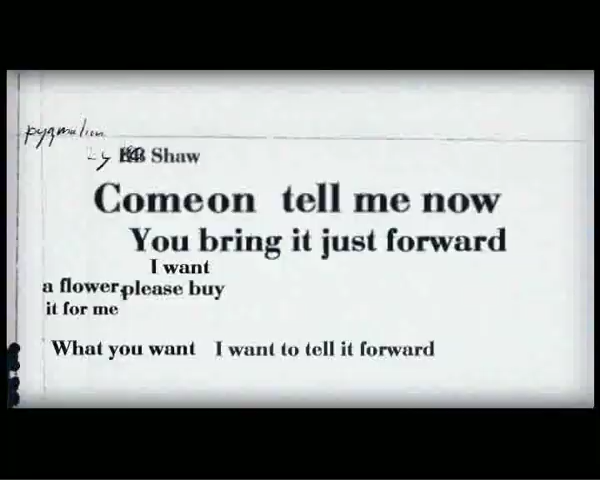 pygmalion
by Shaw
Comeon tell me now
You bring it just forward
I want
a flower,please buy
it for me
What you want I want to tell it forward